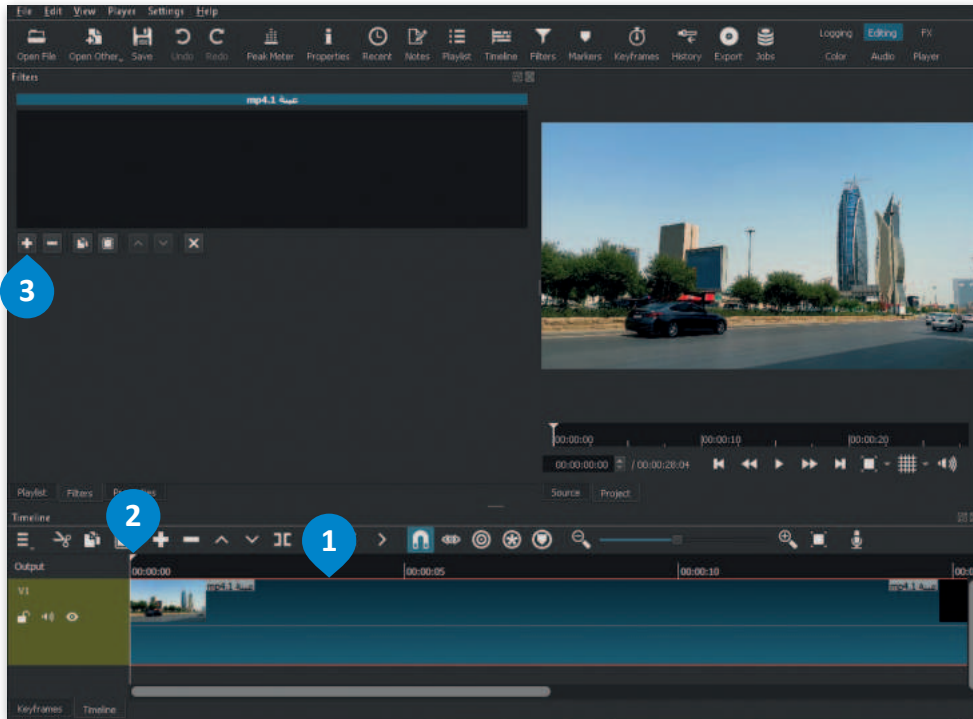 File Edit View Player Settings Help
Open File Open Other... Save Undo Redo Peak Meter Properties Recent Notes Playlist Timeline Filters Markers Keyframes History Export Jobs
Logging Editing FX
Color Audio Player
Filters
عينة 1.mp4
3
00:00:00 00:00:10 00:00:20
00:00:00:00 / 00:00:28:04
Playlist Filters Properties
Source Project
Timeline
2
1
Output
00:00:00 00:00:05 00:00:10
V1
عينة 1.mp4 عينة 1.mp4
Keyframes Timeline